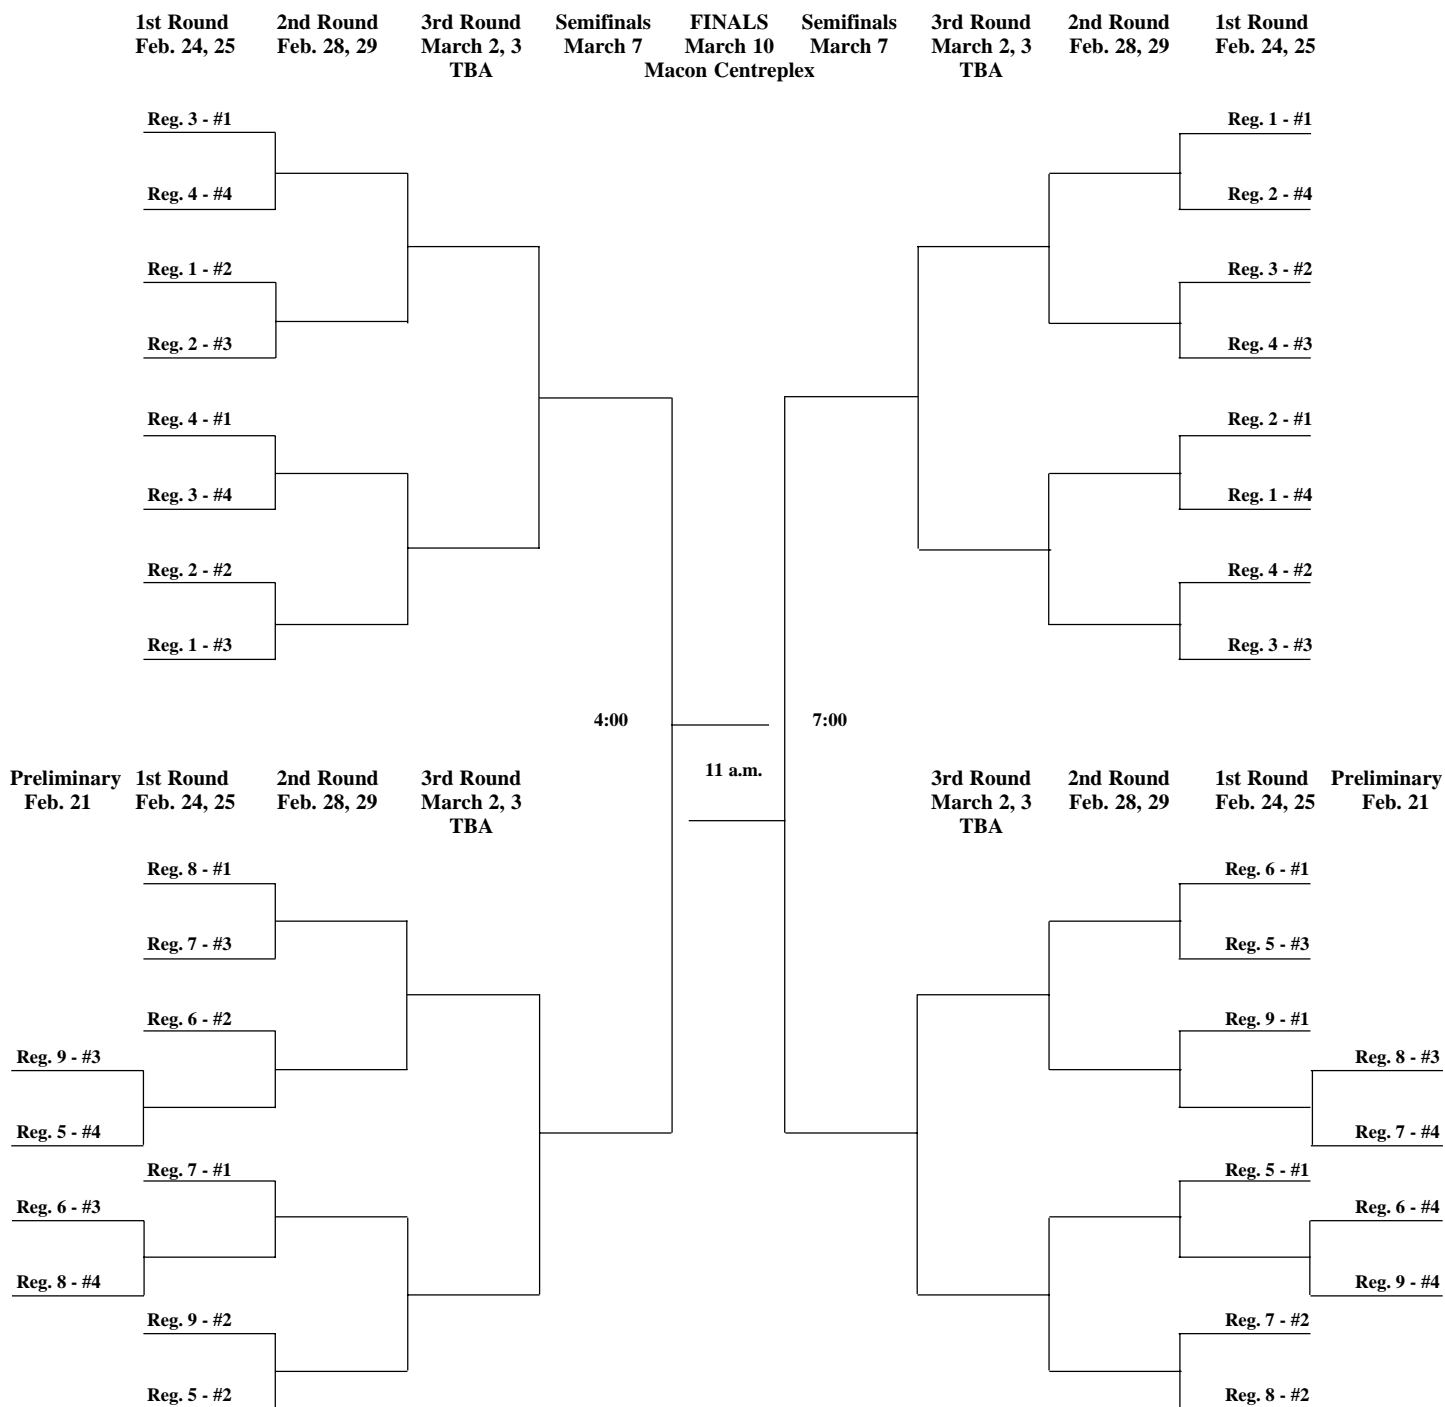 1st Round 2nd Round 3rd Round Semifinals FINALS Semifinals 3rd Round 2nd Round 1st Round
Feb. 24, 25 Feb. 28, 29 March 2, 3 March 7 March 10 March 7 March 2, 3 Feb. 28, 29 Feb. 24, 25
TBA Macon Centreplex TBA
Reg. 3 - #1 Reg. 1 - #1
Reg. 4 - #4 Reg. 2 - #4
Reg. 1 - #2 Reg. 3 - #2
Reg. 2 - #3 Reg. 4 - #3
Reg. 4 - #1 Reg. 2 - #1
Reg. 3 - #4 Reg. 1 - #4
Reg. 2 - #2 Reg. 4 - #2
Reg. 1 - #3 Reg. 3 - #3
4:00 7:00
11 a.m.
Preliminary 1st Round 2nd Round 3rd Round 3rd Round 2nd Round 1st Round Preliminary
Feb. 21 Feb. 24, 25 Feb. 28, 29 March 2, 3 March 2, 3 Feb. 28, 29 Feb. 24, 25 Feb. 21
TBA TBA
Reg. 8 - #1 Reg. 6 - #1
Reg. 7 - #3 Reg. 5 - #3
Reg. 6 - #2 Reg. 9 - #1
Reg. 9 - #3 Reg. 8 - #3
Reg. 5 - #4 Reg. 7 - #4
Reg. 7 - #1 Reg. 5 - #1
Reg. 6 - #3 Reg. 6 - #4
Reg. 8 - #4 Reg. 9 - #4
Reg. 9 - #2 Reg. 7 - #2
Reg. 5 - #2 Reg. 8 - #2